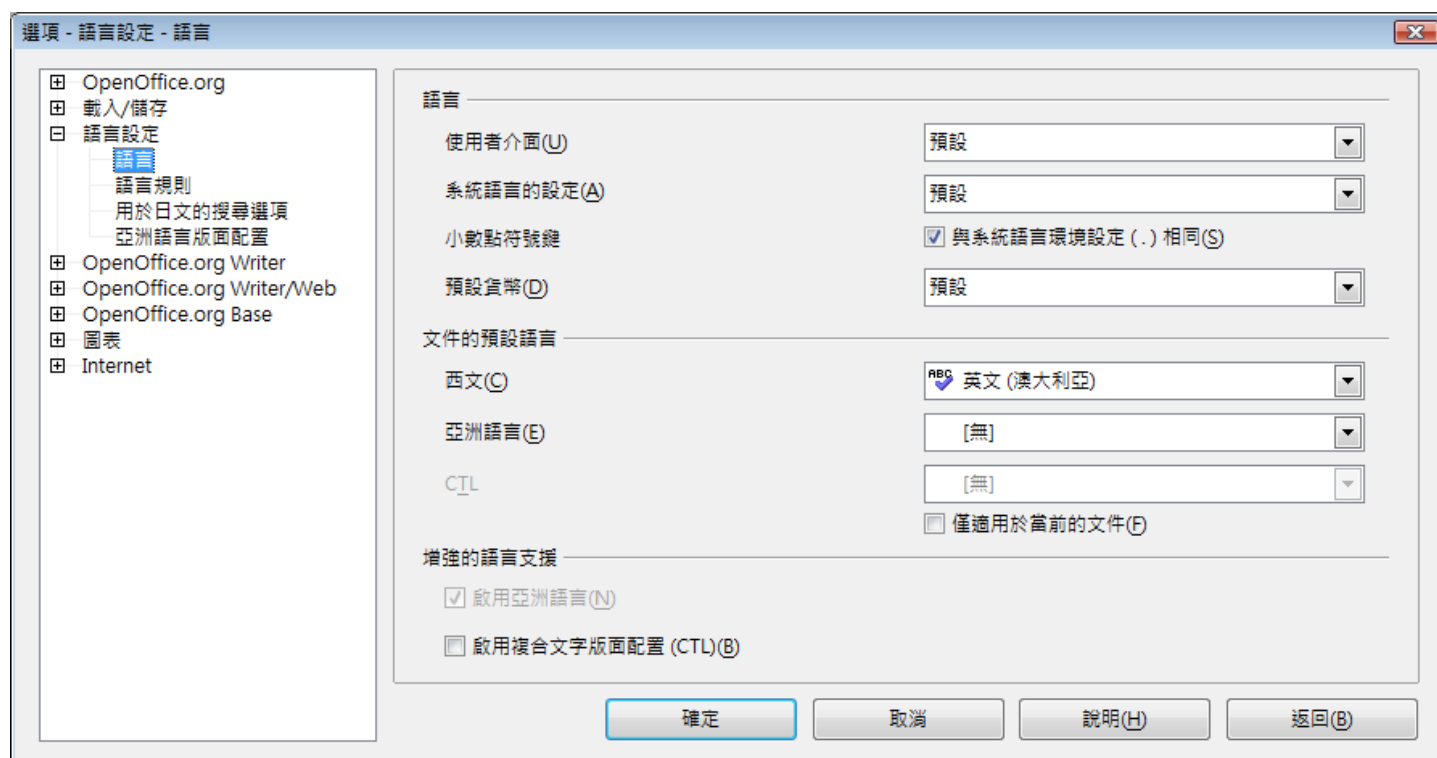 選項 - 語言設定 - 語言
OpenOffice.org
載入/儲存
語言設定
語言
語言規則
用於日文的搜尋選項
亞洲語言版面配置
OpenOffice.org Writer
OpenOffice.org Writer/Web
OpenOffice.org Base
圖表
Internet
語言
使用者介面(U) 預設
系統語言的設定(A) 預設
小數點符號鍵 與系統語言環境設定 ( . ) 相同(S)
預設貨幣(D) 預設
文件的預設語言
西文(C) ABC 英文 (澳大利亞)
亞洲語言(E) [無]
CTL [無]
僅適用於當前的文件(F)
增強的語言支援
啟用亞洲語言(N)
啟用複合文字版面配置 (CTL)(B)
確定 取消 說明(H) 返回(B)